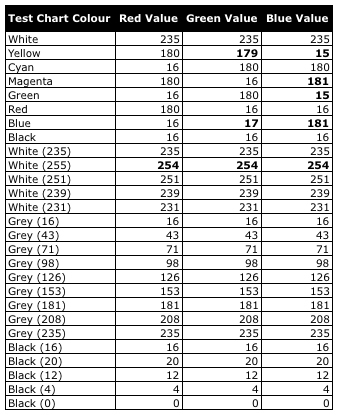 Test Chart Colour Red Value Green Value Blue Value
White 235 235 235
Yellow 180 179 15
Cyan 16 180 180
Magenta 180 16 181
Green 16 180 15
Red 180 16 16
Blue 16 17 181
Black 16 16 16
White (235) 235 235 235
White (255) 254 254 254
White (251) 251 251 251
White (239) 239 239 239
White (231) 231 231 231
Grey (16) 16 16 16
Grey (43) 43 43 43
Grey (71) 71 71 71
Grey (98) 98 98 98
Grey (126) 126 126 126
Grey (153) 153 153 153
Grey (181) 181 181 181
Grey (208) 208 208 208
Grey (235) 235 235 235
Black (16) 16 16 16
Black (20) 20 20 20
Black (12) 12 12 12
Black (4) 4 4 4
Black (0) 0 0 0